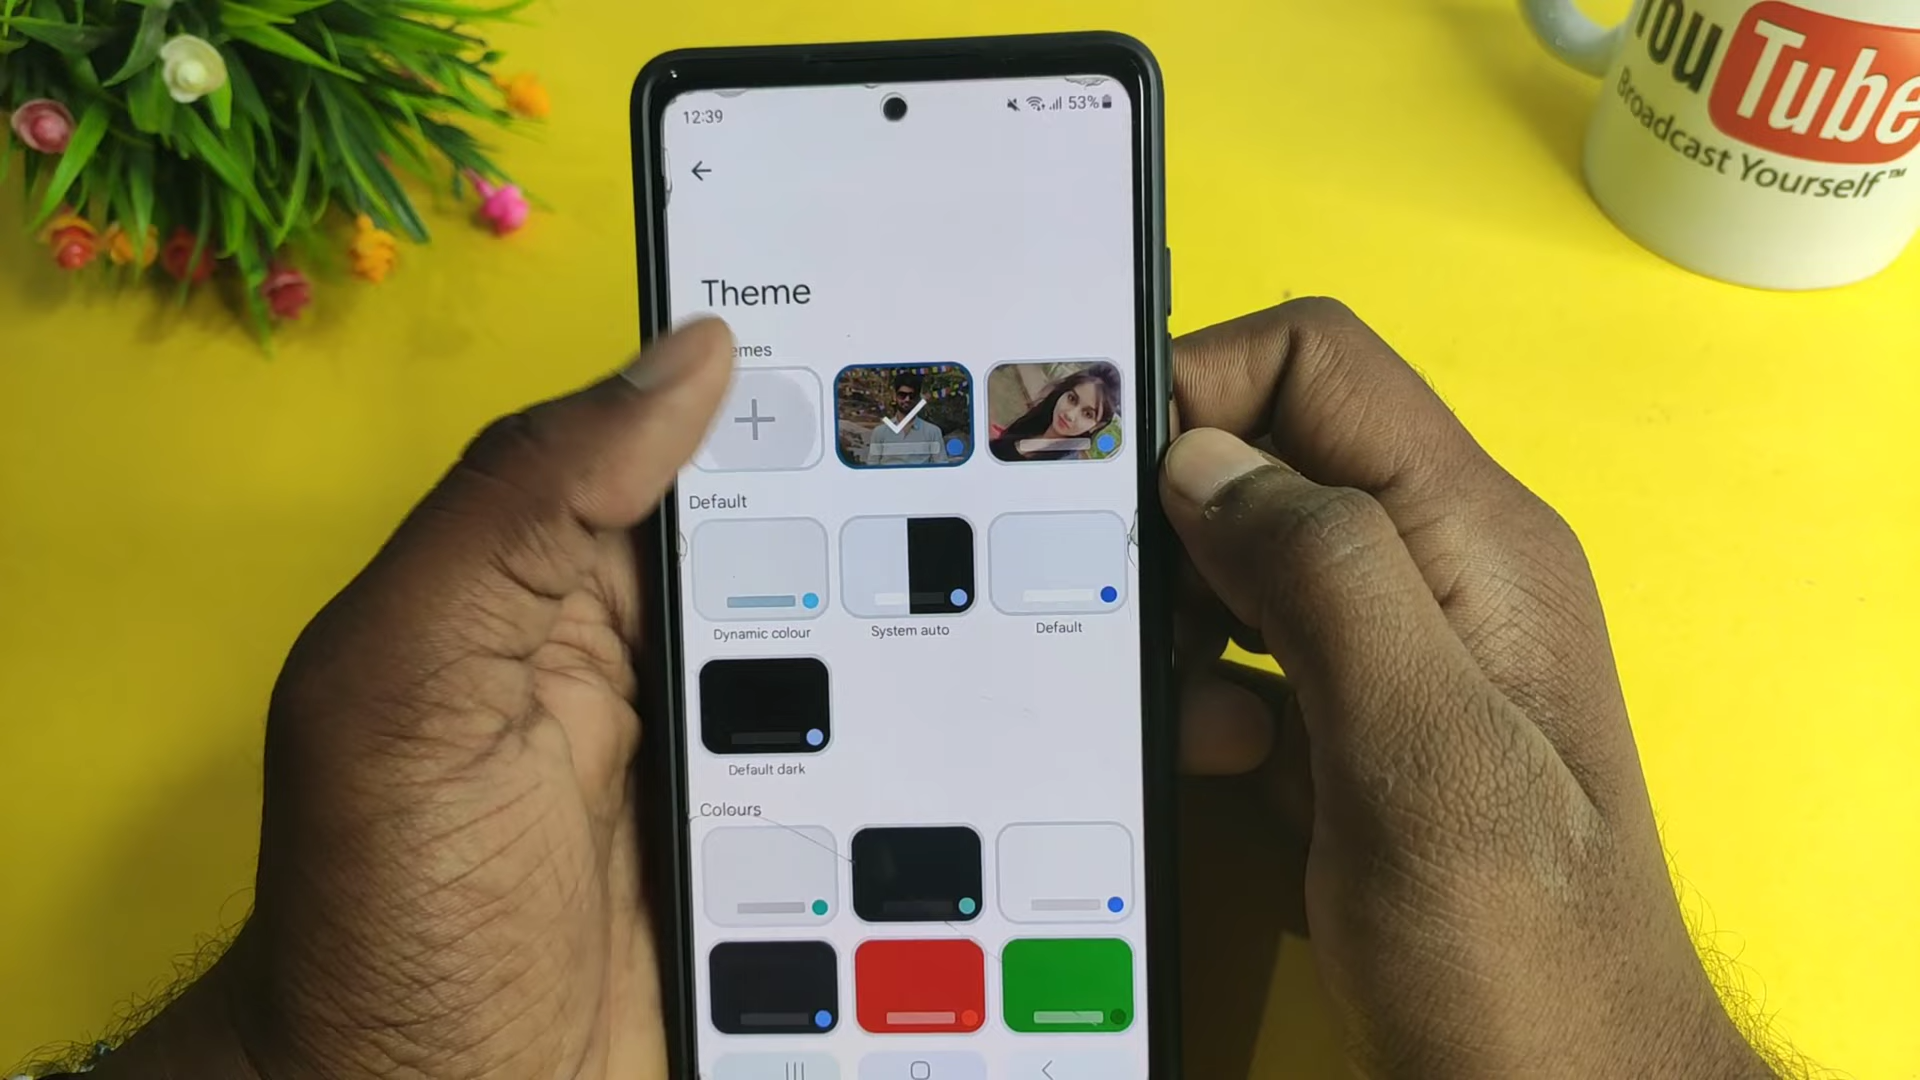 12:39
53%
Theme
emes
Default
Dynamic colour
System auto
Default
Default dark
Colours
You Tube
Broadcast Yourself™